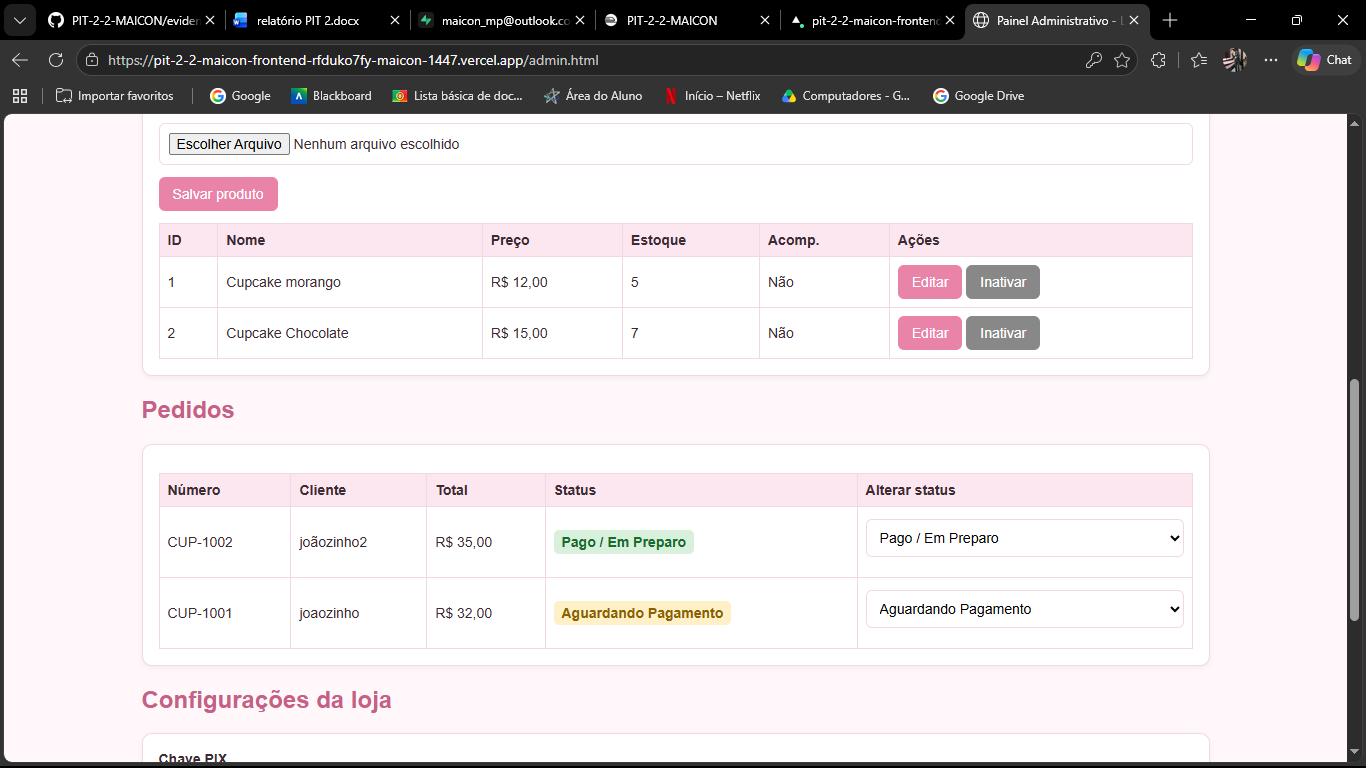 PIT-2-2-MAICON/eviden
relatório PIT 2.docx
maicon_mp@outlook.co
PIT-2-2-MAICON
pit-2-2-maicon-frontend
Painel Administrativo - L
https://pit-2-2-maicon-frontend-rfduko7fy-maicon-1447.vercel.app/admin.html
Chat
Importar favoritos
Google
Blackboard
Lista básica de doc...
Área do Aluno
Início – Netflix
Computadores - G...
Google Drive
Escolher Arquivo Nenhum arquivo escolhido
Salvar produto
ID Nome Preço Estoque Acomp. Ações
1 Cupcake morango R$ 12,00 5 Não Editar Inativar
2 Cupcake Chocolate R$ 15,00 7 Não Editar Inativar
Pedidos
Número Cliente Total Status Alterar status
CUP-1002 joãozinho2 R$ 35,00 Pago / Em Preparo Pago / Em Preparo
CUP-1001 joaozinho R$ 32,00 Aguardando Pagamento Aguardando Pagamento
Configurações da loja
Chave PIX